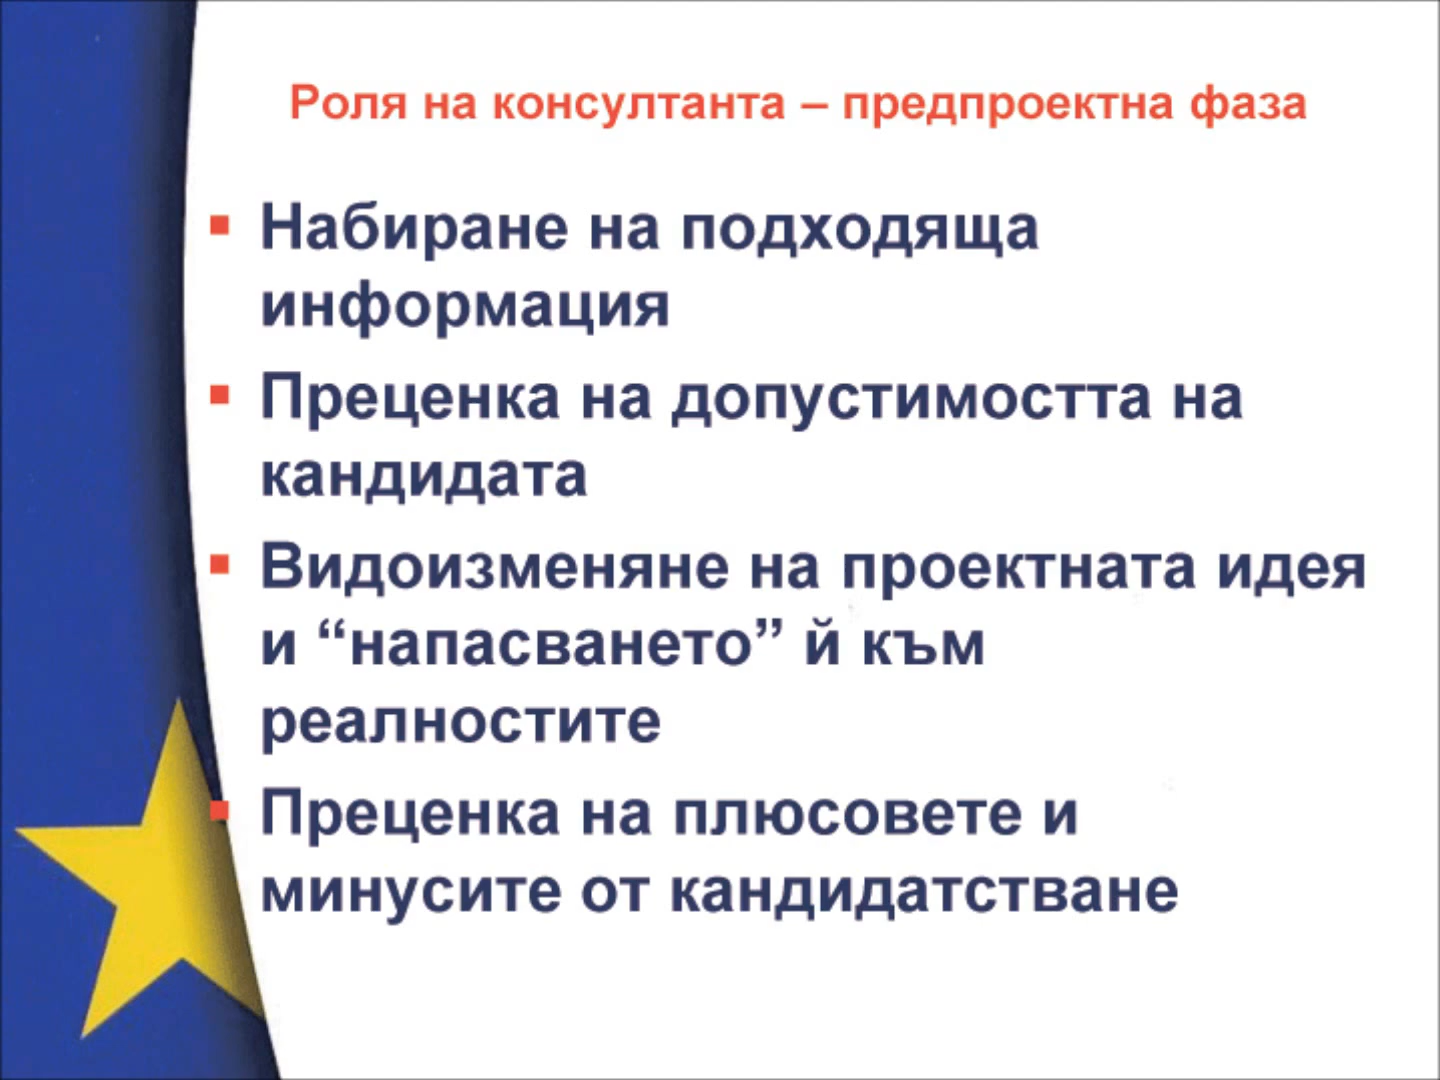 Роля на консултанта – предпроектна фаза
Набиране на подходяща
информация
Преценка на допустимостта на
кандидата
Видоизменяне на проектната идея
и “напасването” й към
реалностите
Преценка на плюсовете и
минусите от кандидатстване